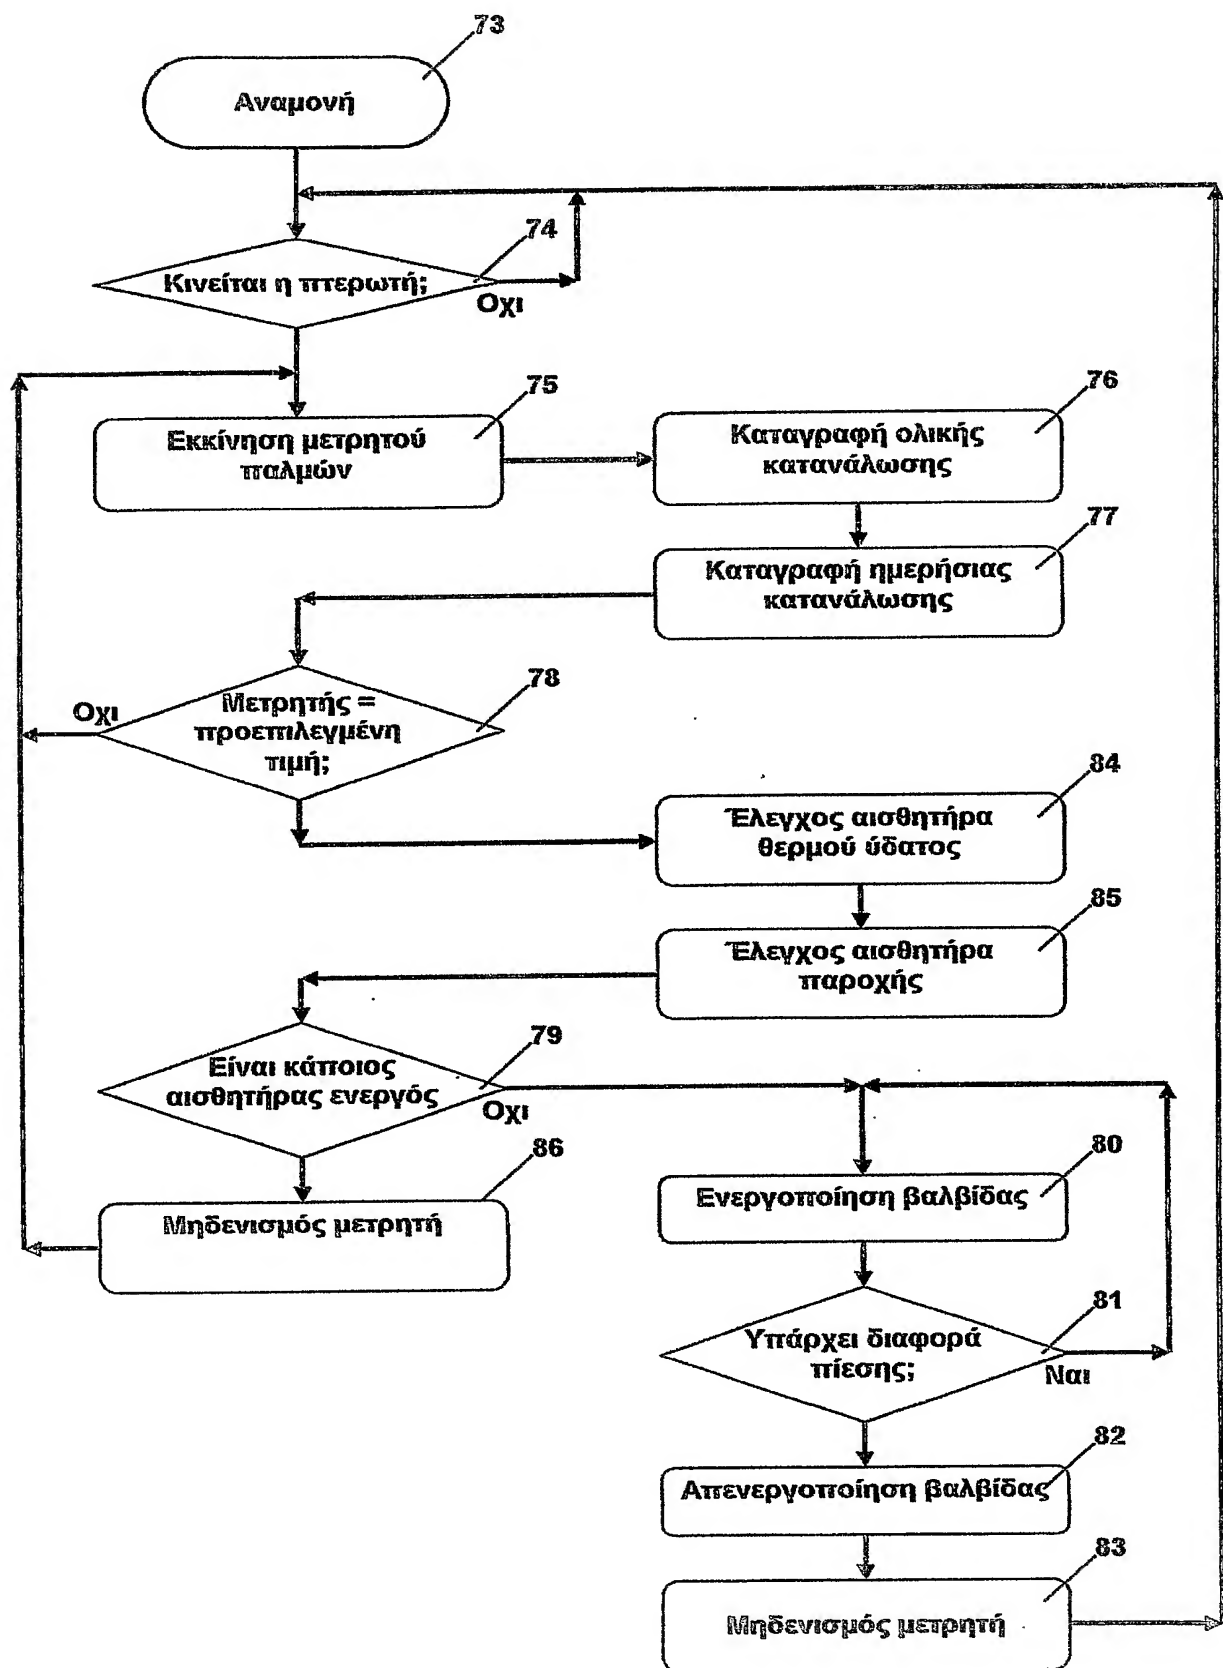 73
Αναμονή
74
Κινείται η πτερωτή;
Οχι
75
Εκκίνηση μετρητού
παλμών
76
Καταγραφή ολικής
κατανάλωσης
77
Καταγραφή ημερήσιας
κατανάλωσης
78
Μετρητής =
προεπιλεγμένη
τιμή;
Οχι
84
Έλεγχος αισθητήρα
θερμού ύδατος
85
Έλεγχος αισθητήρα
παροχής
79
Είναι κάποιος
αισθητήρας ενεργός
Οχι
86
Μηδενισμός μετρητή
80
Ενεργοποίηση βαλβίδας
81
Υπάρχει διαφορά
πίεσης;
Ναι
82
Απενεργοποίηση βαλβίδας
83
Μηδενισμός μετρητή